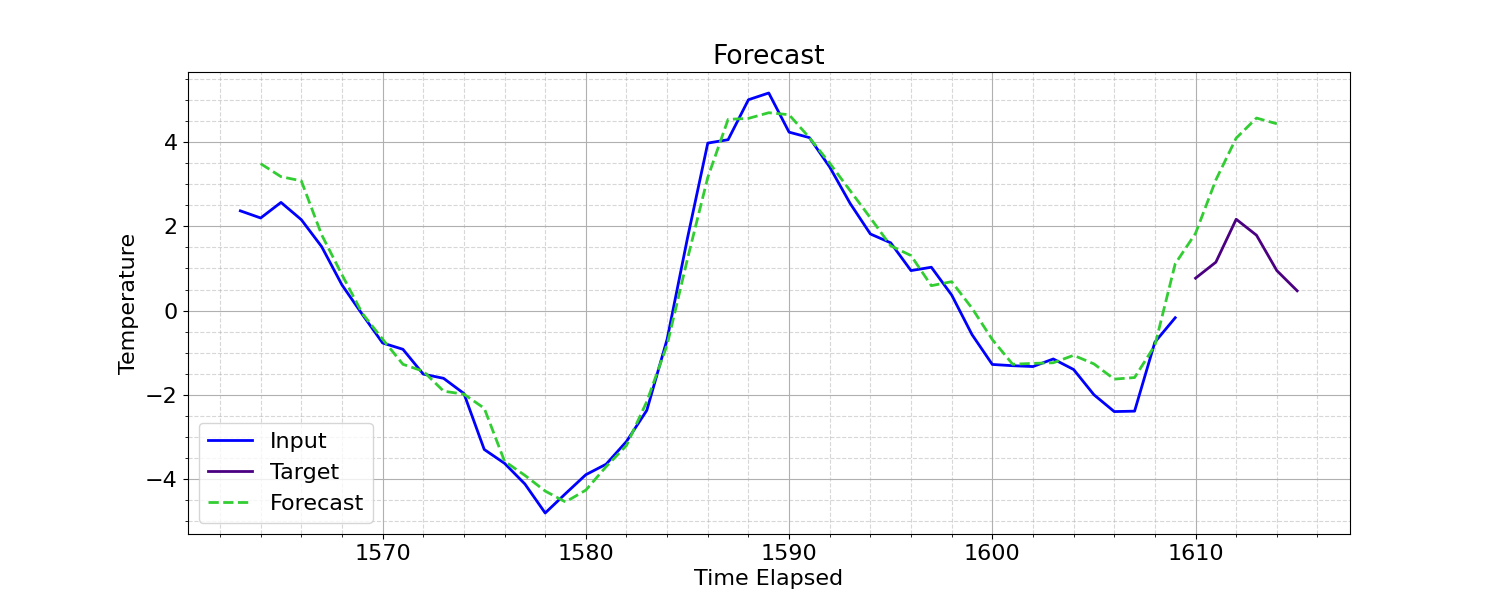 Forecast
4
2
0
−2
−4
Temperature
Input
Target
Forecast
1570 1580 1590 1600 1610
Time Elapsed